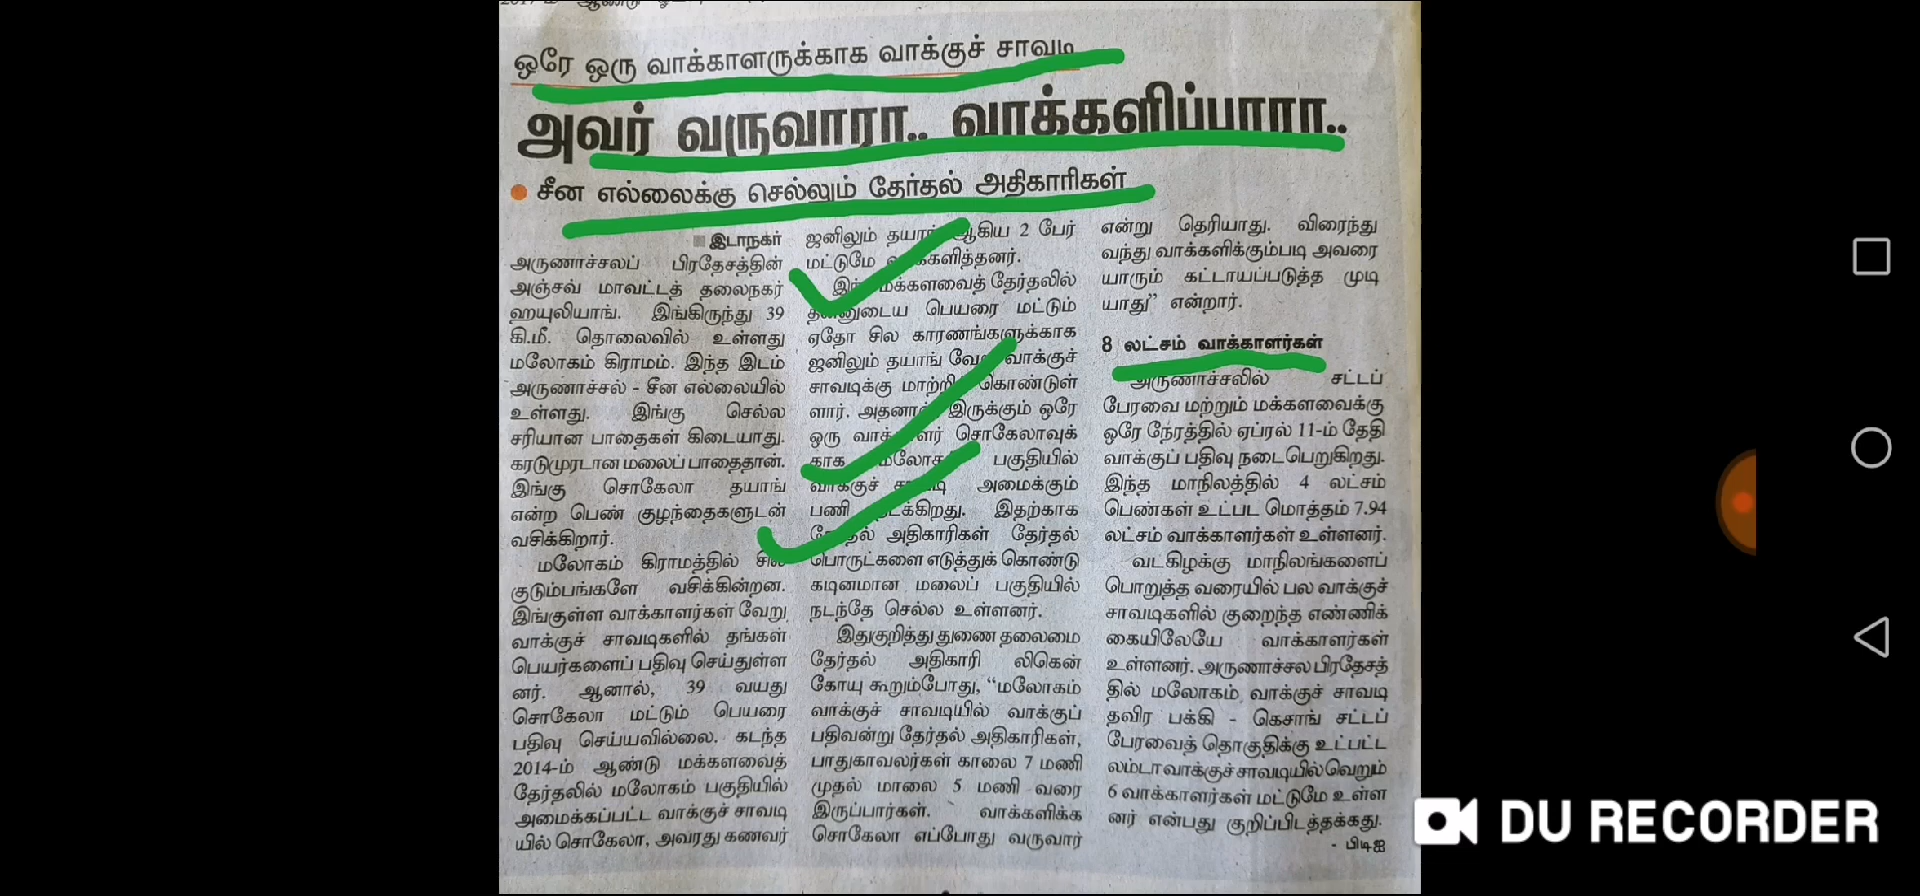 ஒரே ஒரு வாக்காளருக்காக வாக்குச் சாவடி
அவர் வருவாரா.. வாக்களிப்பாரா..
சீன எல்லைக்கு செல்லும் தேர்தல் அதிகாரிகள்
இடாநகர்
அருணாச்சலப் பிரதேசத்தின்
அஞ்சவ் மாவட்டத் தலைநகர்
ஹயுலியாங். இங்கிருந்து 39
கி.மீ. தொலைவில் உள்ளது
மலோகம் கிராமம். இந்த இடம்
அருணாச்சல் - சீன எல்லையில்
உள்ளது. இங்கு செல்ல
சரியான பாதைகள் கிடையாது.
கரடுமுரடான மலைப் பாதைதான்.
இங்கு சொகேலா தயாங்
என்ற பெண் குழந்தைகளுடன்
வசிக்கிறார்.
மலோகம் கிராமத்தில் சில
குடும்பங்களே வசிக்கின்றன.
இங்குள்ள வாக்காளர்கள் வேறு
வாக்குச் சாவடிகளில் தங்கள்
பெயர்களைப் பதிவு செய்துள்ள
னர். ஆனால், 39 வயது
சொகேலா மட்டும் பெயரை
பதிவு செய்யவில்லை. கடந்த
2014-ம் ஆண்டு மக்களவைத்
தேர்தலில் மலோகம் பகுதியில்
அமைக்கப்பட்ட வாக்குச் சாவடி
யில் சொகேலா, அவரது கணவர்
ஜனிலும் தயாங் ஆகிய 2 பேர்
மட்டுமே வாக்களித்தனர்.
மக்களவைத் தேர்தலில்
தன்னுடைய பெயரை மட்டும்
ஏதோ சில காரணங்களுக்காக
ஜனிலும் தயாங் வேறு வாக்குச்
சாவடிக்கு மாற்றிக் கொண்டுள்
ளார். அதனால் இருக்கும் ஒரே
ஒரு வாக்காளர் சொகேலாவுக்
காக மலோகம் பகுதியில்
வாக்குச் சாவடி அமைக்கும்
பணி நடக்கிறது. இதற்காக
தேர்தல் அதிகாரிகள் தேர்தல்
பொருட்களை எடுத்துக் கொண்டு
கடினமான மலைப் பகுதியில்
நடந்தே செல்ல உள்ளனர்.
இதுகுறித்து துணை தலைமை
தேர்தல் அதிகாரி லிகென்
கோயு கூறும்போது, “மலோகம்
வாக்குச் சாவடியில் வாக்குப்
பதிவன்று தேர்தல் அதிகாரிகள்,
பாதுகாவலர்கள் காலை 7 மணி
முதல் மாலை 5 மணி வரை
இருப்பார்கள். வாக்களிக்க
சொகேலா எப்போது வருவார்
என்று தெரியாது. விரைந்து
வந்து வாக்களிக்கும்படி அவரை
யாரும் கட்டாயப்படுத்த முடி
யாது” என்றார்.
8 லட்சம் வாக்காளர்கள்
அருணாச்சலில் சட்டப்
பேரவை மற்றும் மக்களவைக்கு
ஒரே நேரத்தில் ஏப்ரல் 11-ம் தேதி
வாக்குப் பதிவு நடைபெறுகிறது.
இந்த மாநிலத்தில் 4 லட்சம்
பெண்கள் உட்பட மொத்தம் 7.94
லட்சம் வாக்காளர்கள் உள்ளனர்.
வடகிழக்கு மாநிலங்களைப்
பொறுத்த வரையில் பல வாக்குச்
சாவடிகளில் குறைந்த எண்ணிக்
கையிலேயே வாக்காளர்கள்
உள்ளனர். அருணாச்சல பிரதேசத்
தில் மலோகம் வாக்குச் சாவடி
தவிர பக்கி - கெசாங் சட்டப்
பேரவைத் தொகுதிக்கு உட்பட்ட
லம்டா வாக்குச் சாவடியில் வெறும்
6 வாக்காளர்கள் மட்டுமே உள்ள
னர் என்பது குறிப்பிடத்தக்கது.
- பிடிஐ
DU RECORDER